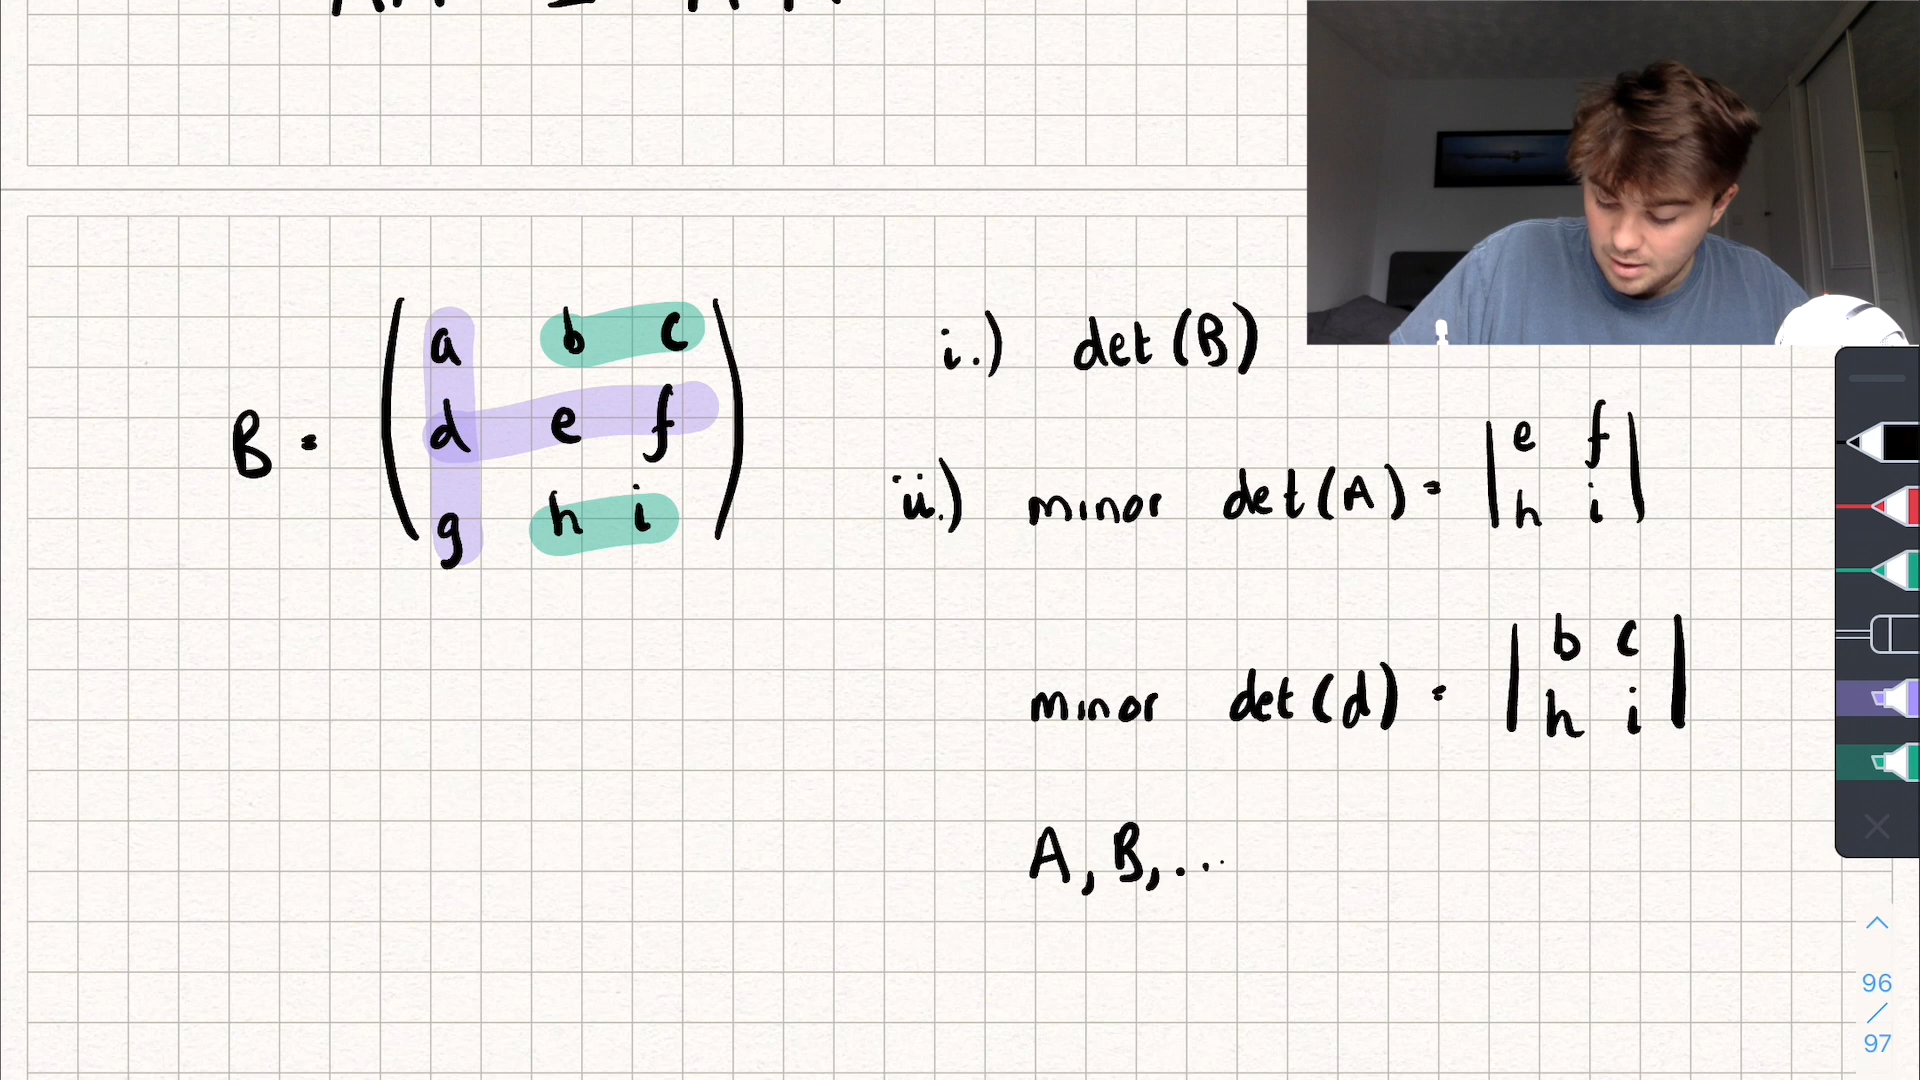 B = ( a b c
d e f
g h i )
i.) det (B)
ii.) minor det (A) = | e f
h i |
minor det (d) = | b c
h i |
A, B, ...
96
/
97